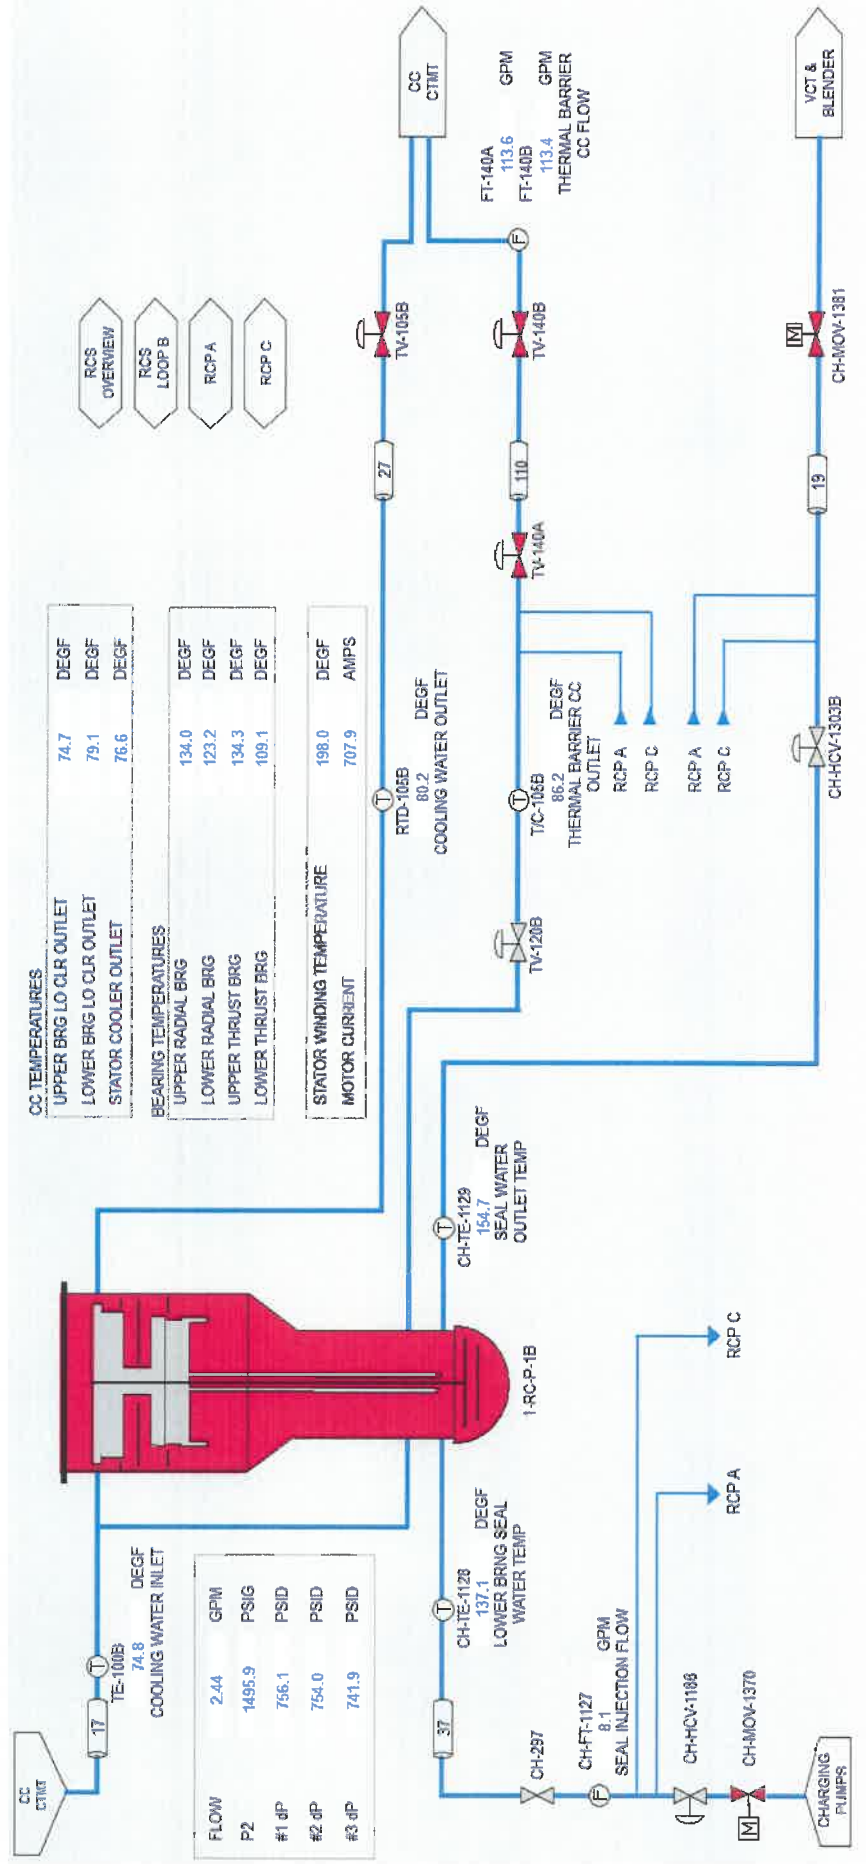 CC
CTMT
17
TE-100B
74.8 DEGF
COOLING WATER INLET
FLOW 2.44 GPM
P2 1495.9 PSIG
#1 dP 756.1 PSID
#2 dP 754.0 PSID
#3 dP 741.9 PSID
CC TEMPERATURES
UPPER BRG LO CLR OUTLET 74.7 DEGF
LOWER BRG LO CLR OUTLET 79.1 DEGF
STATOR COOLER OUTLET 76.6 DEGF
BEARING TEMPERATURES
UPPER RADIAL BRG 134.0 DEGF
LOWER RADIAL BRG 123.2 DEGF
UPPER THRUST BRG 134.3 DEGF
LOWER THRUST BRG 109.1 DEGF
STATOR WINDING TEMPERATURE 198.0 DEGF
MOTOR CURRENT 707.9 AMPS
RCS
OVERVIEW
RCS
LOOP B
RCP A
RCP C
RTD-105B
80.2 DEGF
COOLING WATER OUTLET
27
TV-105B
CC
CTMT
FT-140A
113.6 GPM
FT-140B
113.4 GPM
THERMAL BARRIER
CC FLOW
F
TV-140B
110
TV-140A
T/C-105B
86.2 DEGF
THERMAL BARRIER CC
OUTLET
TV-120B
RCP A
RCP C
RCP A
RCP C
1-RC-P-1B
CH-TE-1129
154.7 DEGF
SEAL WATER
OUTLET TEMP
CH-HCV-1303B
19
M
CH-MOV-1381
VCT &
BLENDER
T
T
T
T
T
CH-TE-1128
137.1 DEGF
LOWER BRNG SEAL
WATER TEMP
37
CH-297
F
CH-FT-1127
8.1 GPM
SEAL INJECTION FLOW
RCP A
RCP C
CH-HCV-1186
M
CH-MOV-1370
CHARGING
PUMPS